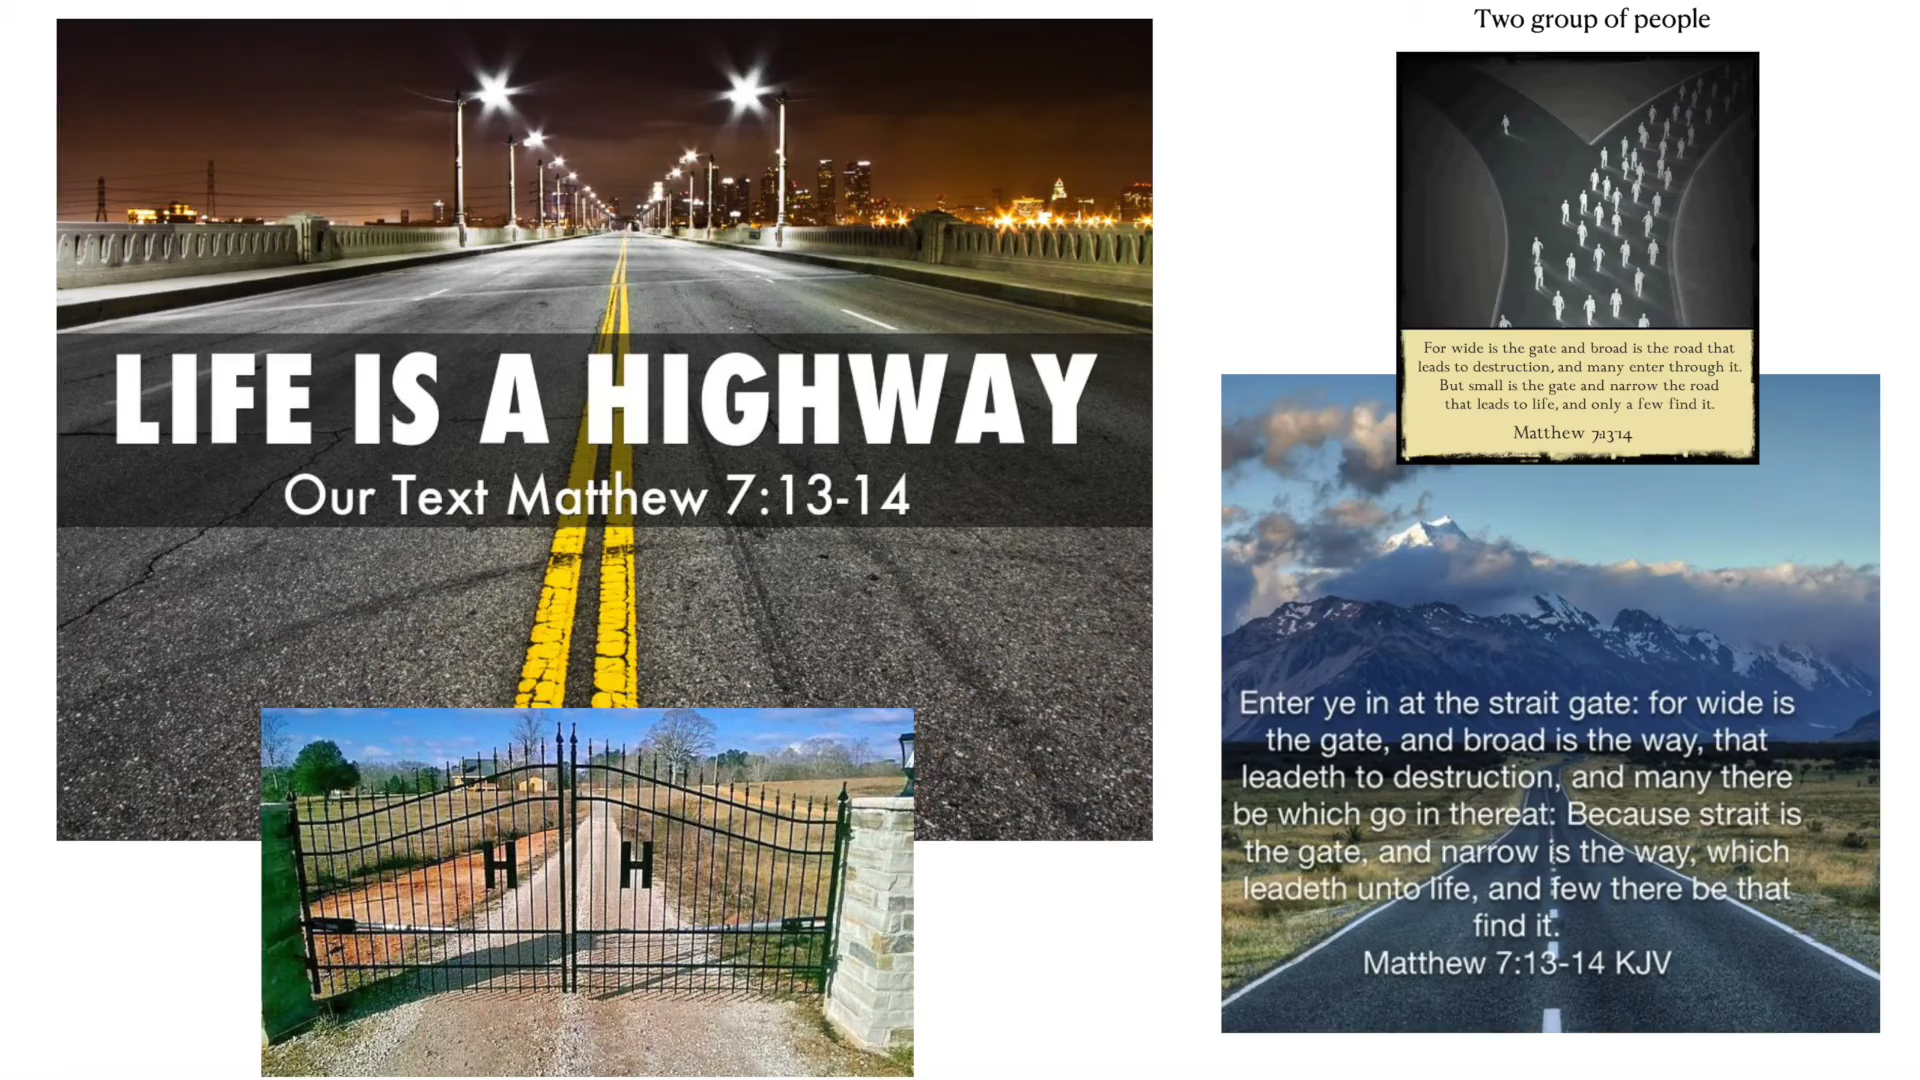 LIFE IS A HIGHWAY
Our Text Matthew 7:13-14
H H
Two group of people
For wide is the gate and broad is the road that
leads to destruction, and many enter through it.
But small is the gate and narrow the road
that leads to life, and only a few find it.
Matthew 7:13-14
Enter ye in at the strait gate: for wide is
the gate, and broad is the way, that
leadeth to destruction, and many there
be which go in thereat: Because strait is
the gate, and narrow is the way, which
leadeth unto life, and few there be that
find it.
Matthew 7:13-14 KJV